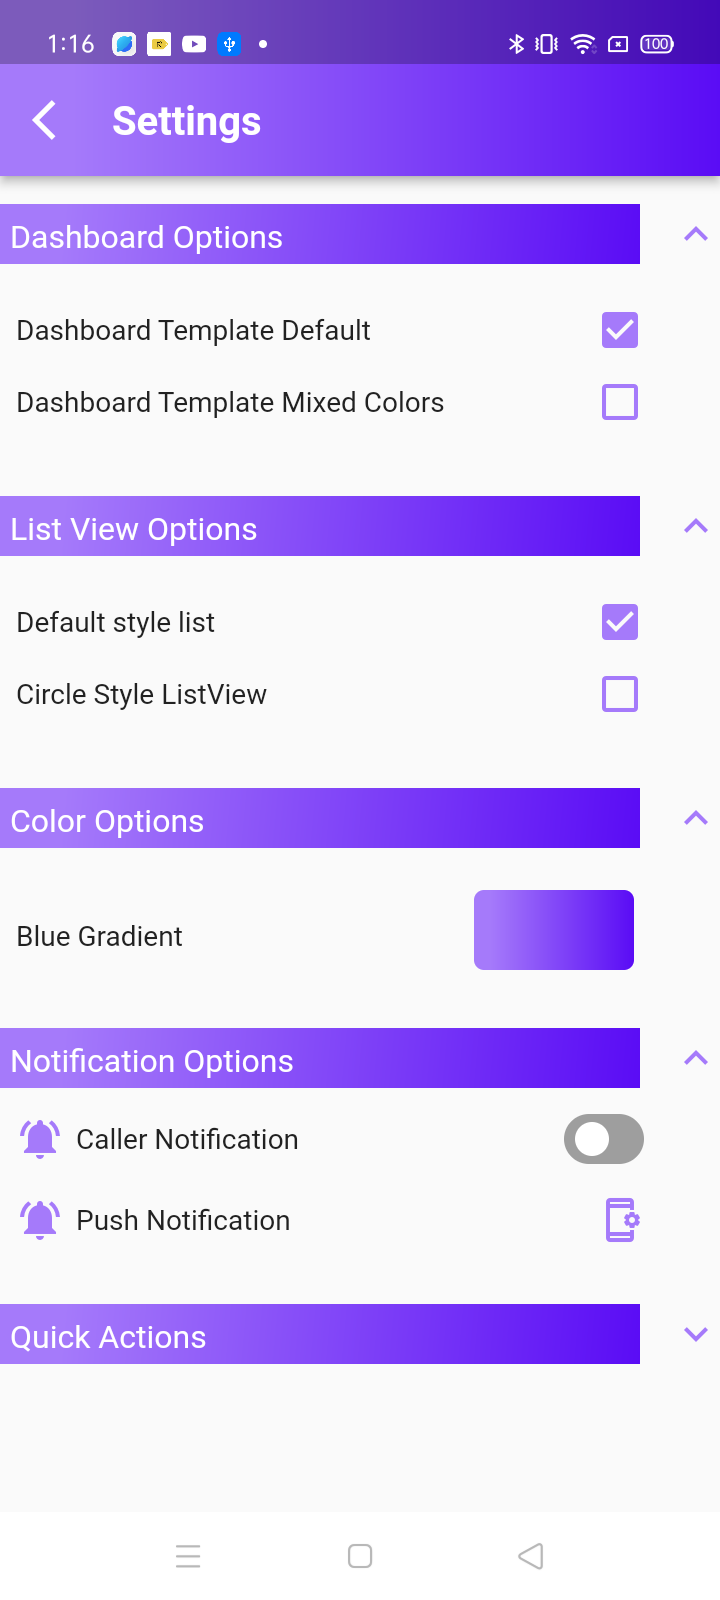 1:16
100
Settings
Dashboard Options
Dashboard Template Default
Dashboard Template Mixed Colors
List View Options
Default style list
Circle Style ListView
Color Options
Blue Gradient
Notification Options
Caller Notification
Push Notification
Quick Actions